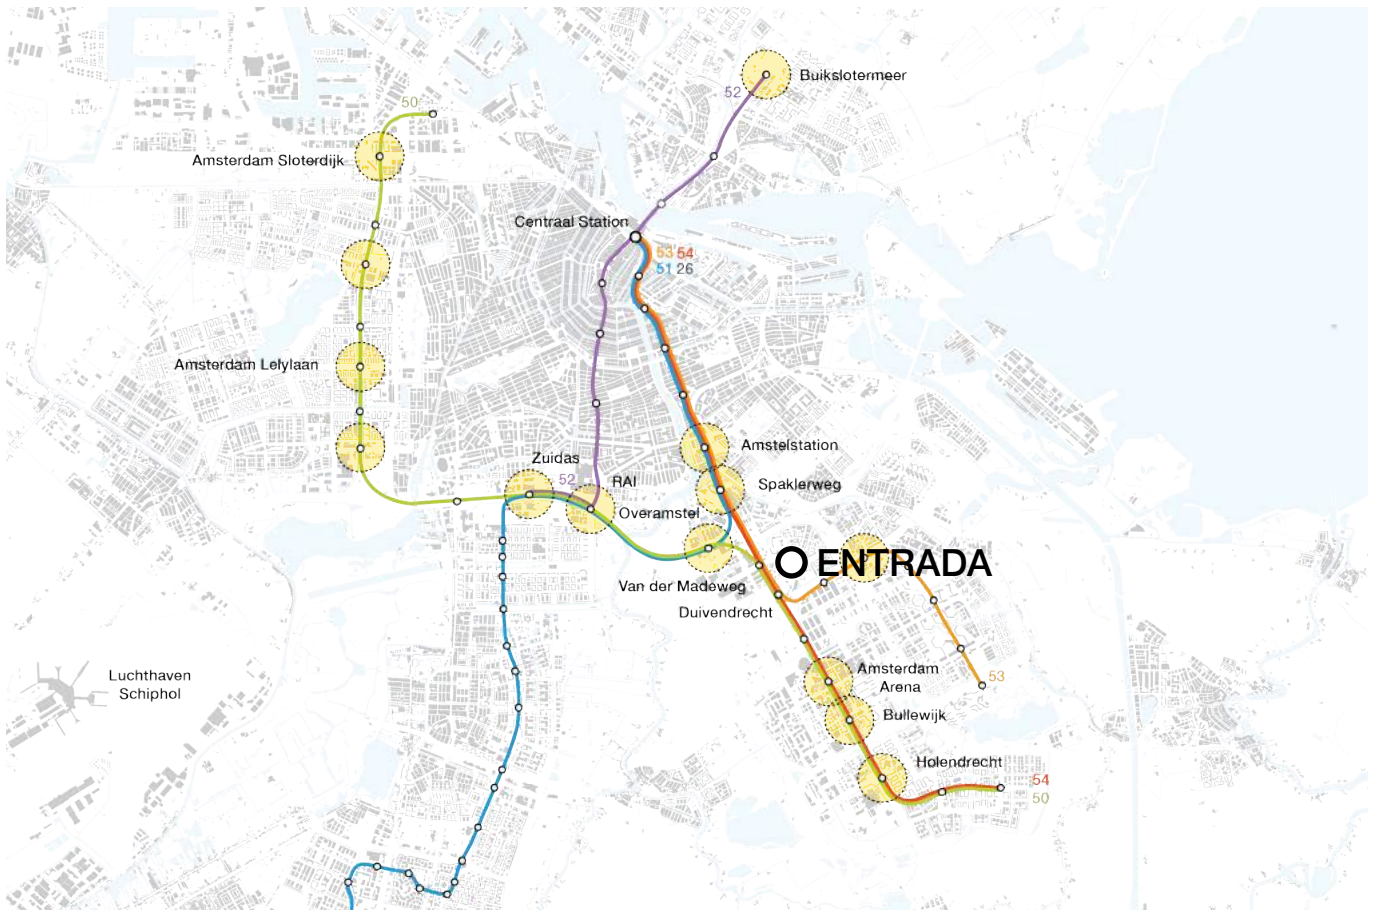 Buikslotermeer
52
50
Amsterdam Sloterdijk
Centraal Station
53 54
51 26
Amsterdam Lelylaan
Amstelstation
Zuidas
52
RAI
Spaklerweg
Overamstel
ENTRADA
Van der Madeweg
Duivendrecht
Amsterdam
Arena
53
Luchthaven
Schiphol
Bullewijk
Holendrecht
54
50